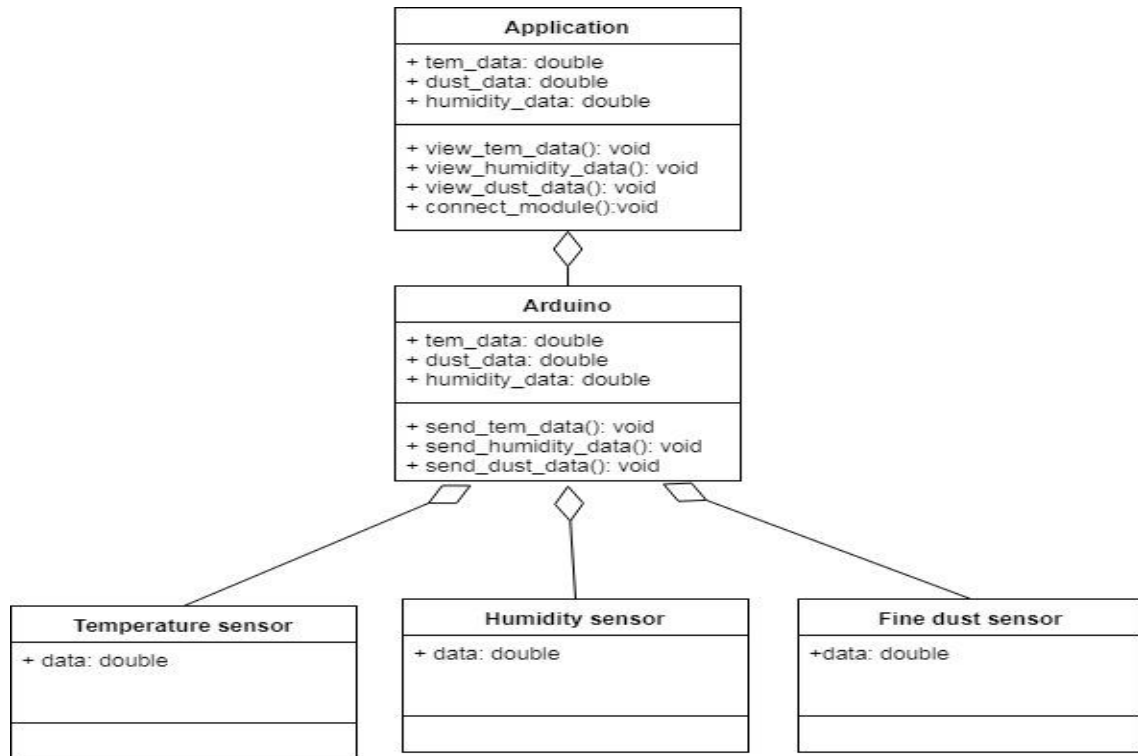 Application
+ tem_data: double
+ dust_data: double
+ humidity_data: double
+ view_tem_data(): void
+ view_humidity_data(): void
+ view_dust_data(): void
+ connect_module():void
Arduino
+ tem_data: double
+ dust_data: double
+ humidity_data: double
+ send_tem_data(): void
+ send_humidity_data(): void
+ send_dust_data(): void
Temperature sensor
+ data: double
Humidity sensor
+ data: double
Fine dust sensor
+data: double